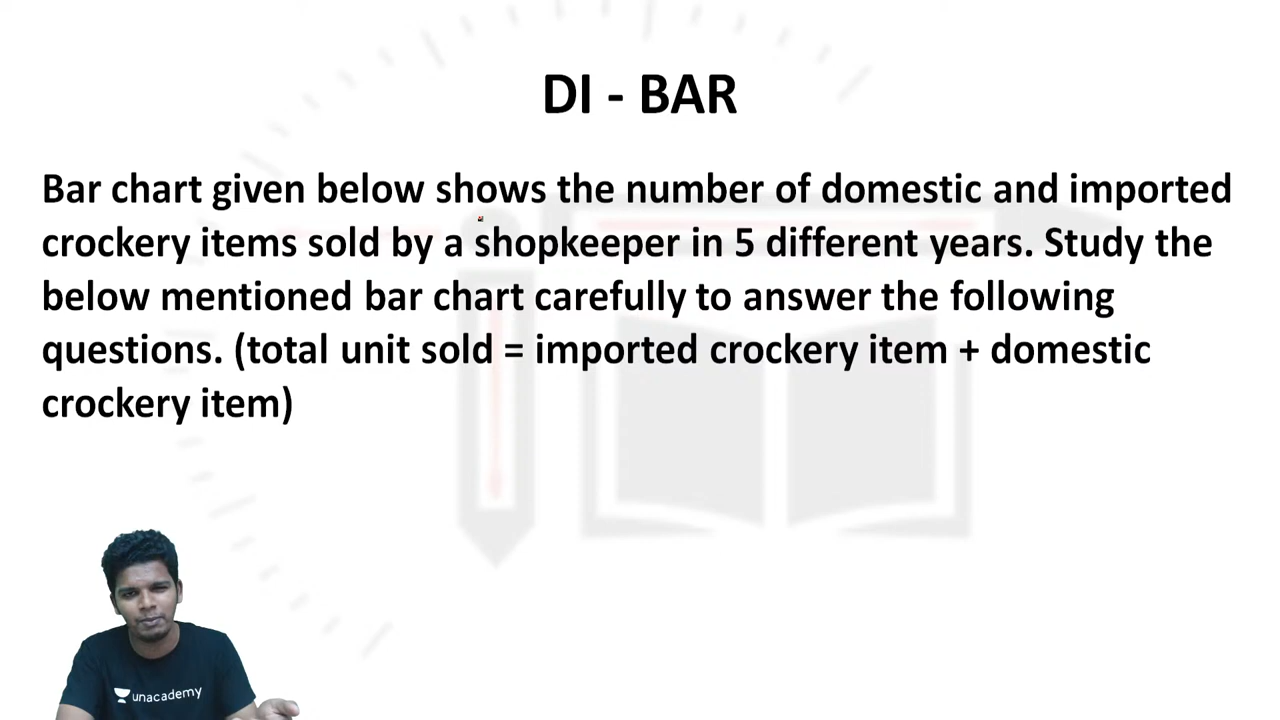 DI - BAR
Bar chart given below shows the number of domestic and imported
crockery items sold by a shopkeeper in 5 different years. Study the
below mentioned bar chart carefully to answer the following
questions. (total unit sold = imported crockery item + domestic
crockery item)
unacademy